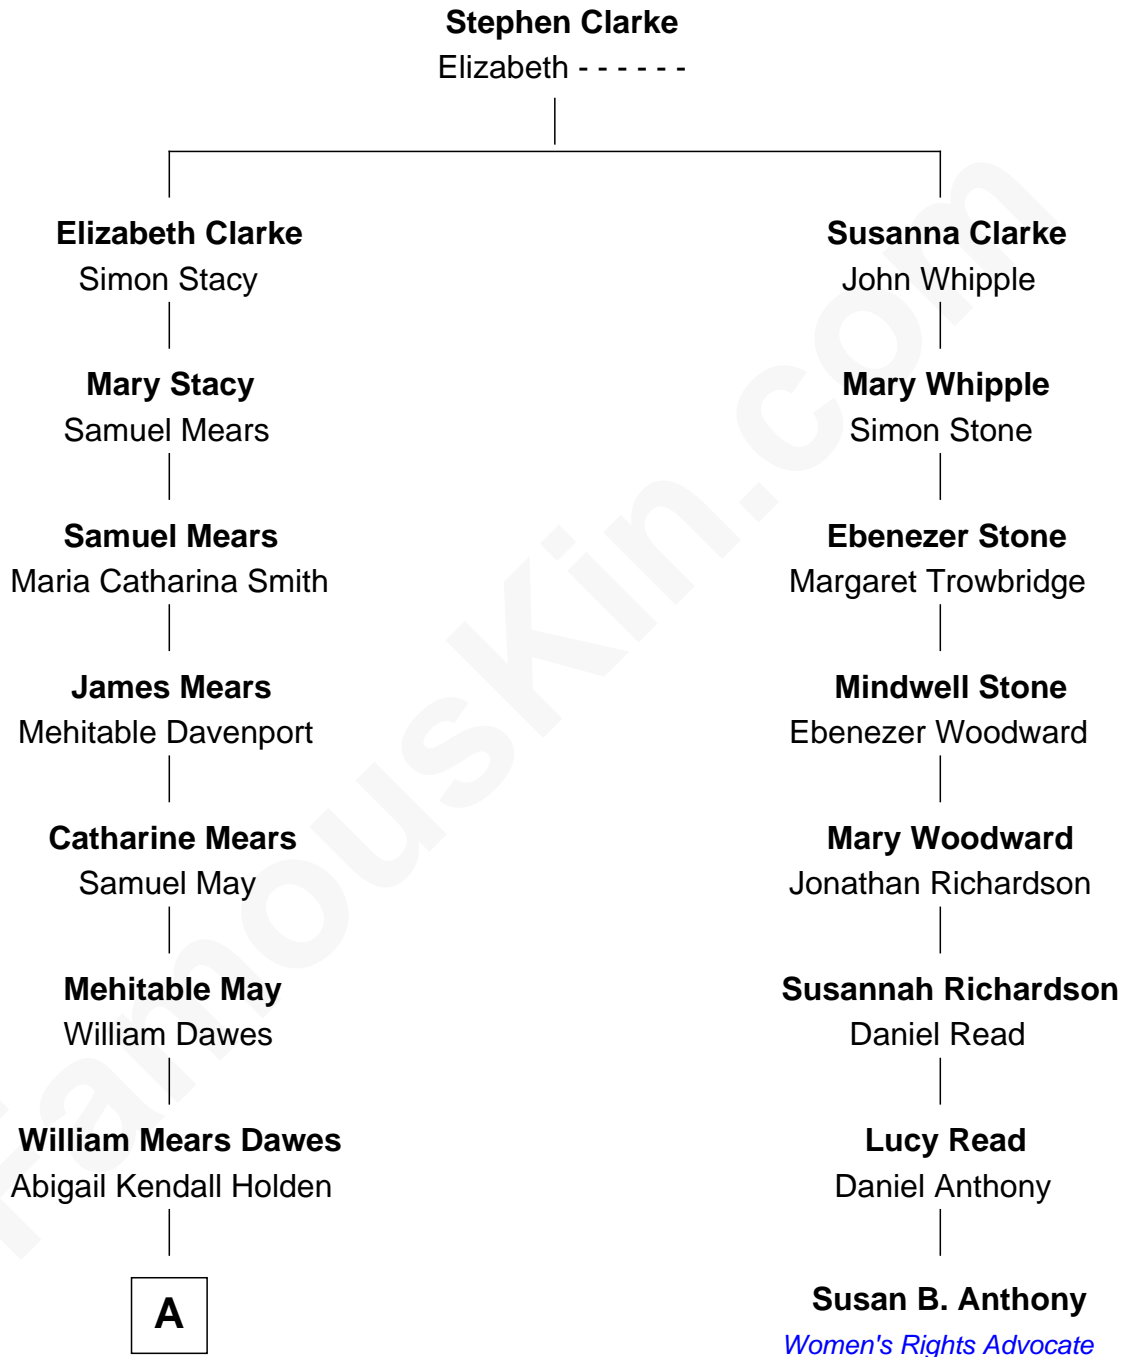 Stephen Clarke
Elizabeth - - - - - -
Elizabeth Clarke
Simon Stacy
Susanna Clarke
John Whipple
Mary Stacy
Samuel Mears
Mary Whipple
Simon Stone
Samuel Mears
Maria Catharina Smith
Ebenezer Stone
Margaret Trowbridge
James Mears
Mehitable Davenport
Mindwell Stone
Ebenezer Woodward
Catharine Mears
Samuel May
Mary Woodward
Jonathan Richardson
Mehitable May
William Dawes
Susannah Richardson
Daniel Read
William Mears Dawes
Abigail Kendall Holden
Lucy Read
Daniel Anthony
A
Susan B. Anthony
Women's Rights Advocate
FamousKin.com